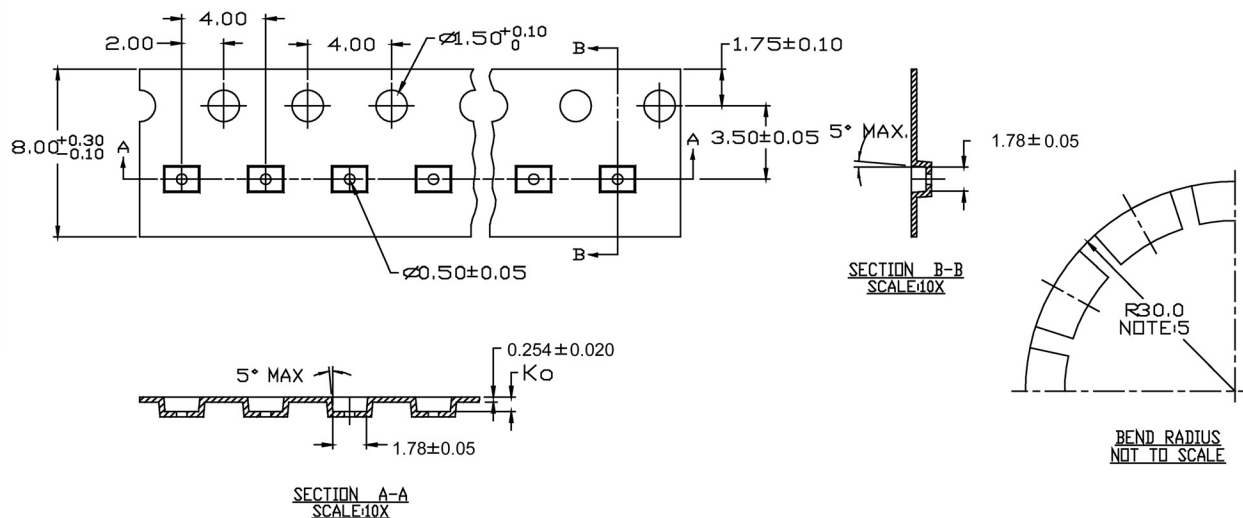 4.00
2.00
4.00
Ø1.50 +0.10
0
B
1.75±0.10
8.00 +0.30
-0.10
A
A
3.50±0.05
5° MAX.
1.78±0.05
B
Ø0.50±0.05
SECTION B-B
SCALE:10X
R30.0
NOTE:5
5° MAX
0.254±0.020
Ko
1.78±0.05
BEND RADIUS
NOT TO SCALE
SECTION A-A
SCALE:10X